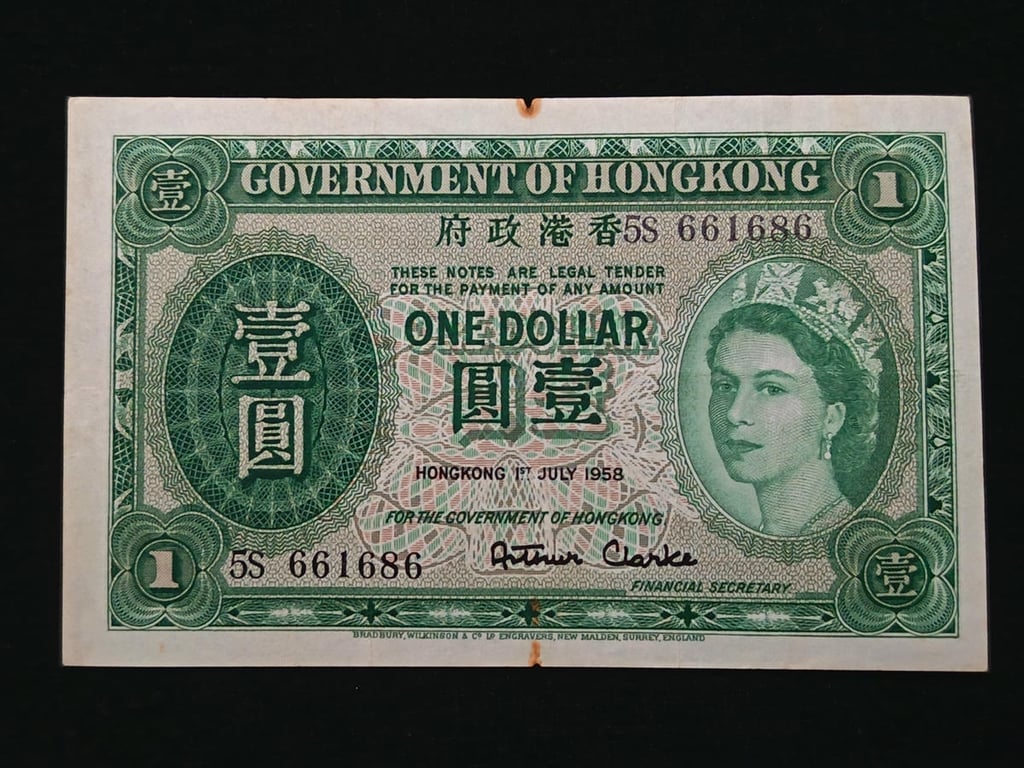 壹
GOVERNMENT OF HONGKONG
1
府政港香
5S 661686
THESE NOTES ARE LEGAL TENDER
FOR THE PAYMENT OF ANY AMOUNT
ONE DOLLAR
圓壹
壹
圓
HONGKONG 1ST JULY 1958
FOR THE GOVERNMENT OF HONGKONG
Arthur Clarke
FINANCIAL SECRETARY
1
5S 661686
壹
BRADBURY, WILKINSON & Co Ld ENGRAVERS, NEW MALDEN, SURREY, ENGLAND